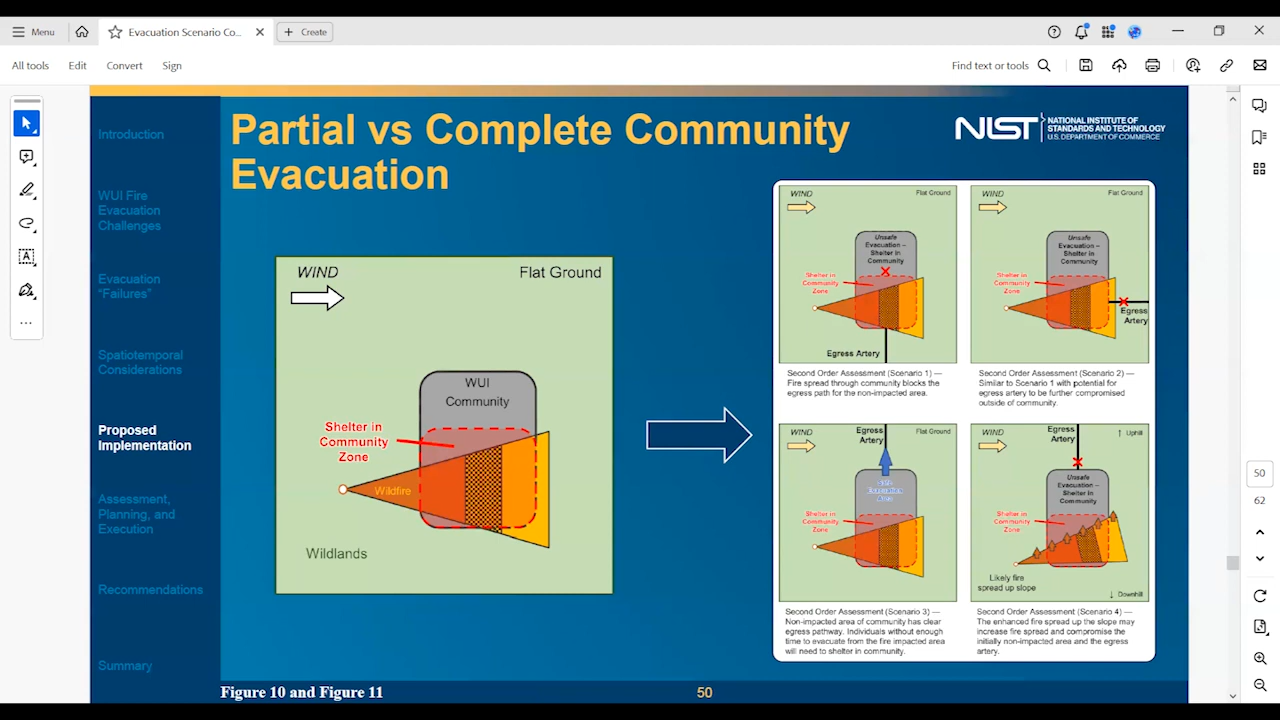 Menu
Evacuation Scenario Co...
Create
All tools
Edit
Convert
Sign
Find text or tools
Introduction
WUI Fire
Evacuation
Challenges
Evacuation
“Failures”
Spatiotemporal
Considerations
Proposed
Implementation
Assessment,
Planning, and
Execution
Recommendations
Summary
Partial vs Complete Community
Evacuation
NIST
NATIONAL INSTITUTE OF
STANDARDS AND TECHNOLOGY
U.S. DEPARTMENT OF COMMERCE
WIND
Flat Ground
WUI
Community
Shelter in
Community
Zone
Wildfire
Wildlands
WIND
Flat Ground
Unsafe
Evacuation –
Shelter in
Community
Shelter in
Community
Zone
Egress Artery
Second Order Assessment (Scenario 1) —
Fire spread through community blocks the
egress path for the non-impacted area.
WIND
Flat Ground
Unsafe
Evacuation –
Shelter in
Community
Shelter in
Community
Zone
Egress
Artery
Second Order Assessment (Scenario 2) —
Similar to Scenario 1 with potential for
egress artery to be further compromised
outside of community.
WIND
Egress
Artery
Flat Ground
Safe
Evacuation
Area
Shelter in
Community
Zone
Second Order Assessment (Scenario 3) —
Non-impacted area of community has clear
egress pathway. Individuals without enough
time to evacuate from the fire impacted area
will need to shelter in community.
WIND
Egress
Artery
↑ Uphill
Unsafe
Evacuation –
Shelter in
Community
Shelter in
Community
Zone
Likely fire
spread up slope
↓ Downhill
Second Order Assessment (Scenario 4) —
The enhanced fire spread up the slope may
increase fire spread and compromise the
initially non-impacted area and the egress
artery.
Figure 10 and Figure 11
50
50
62